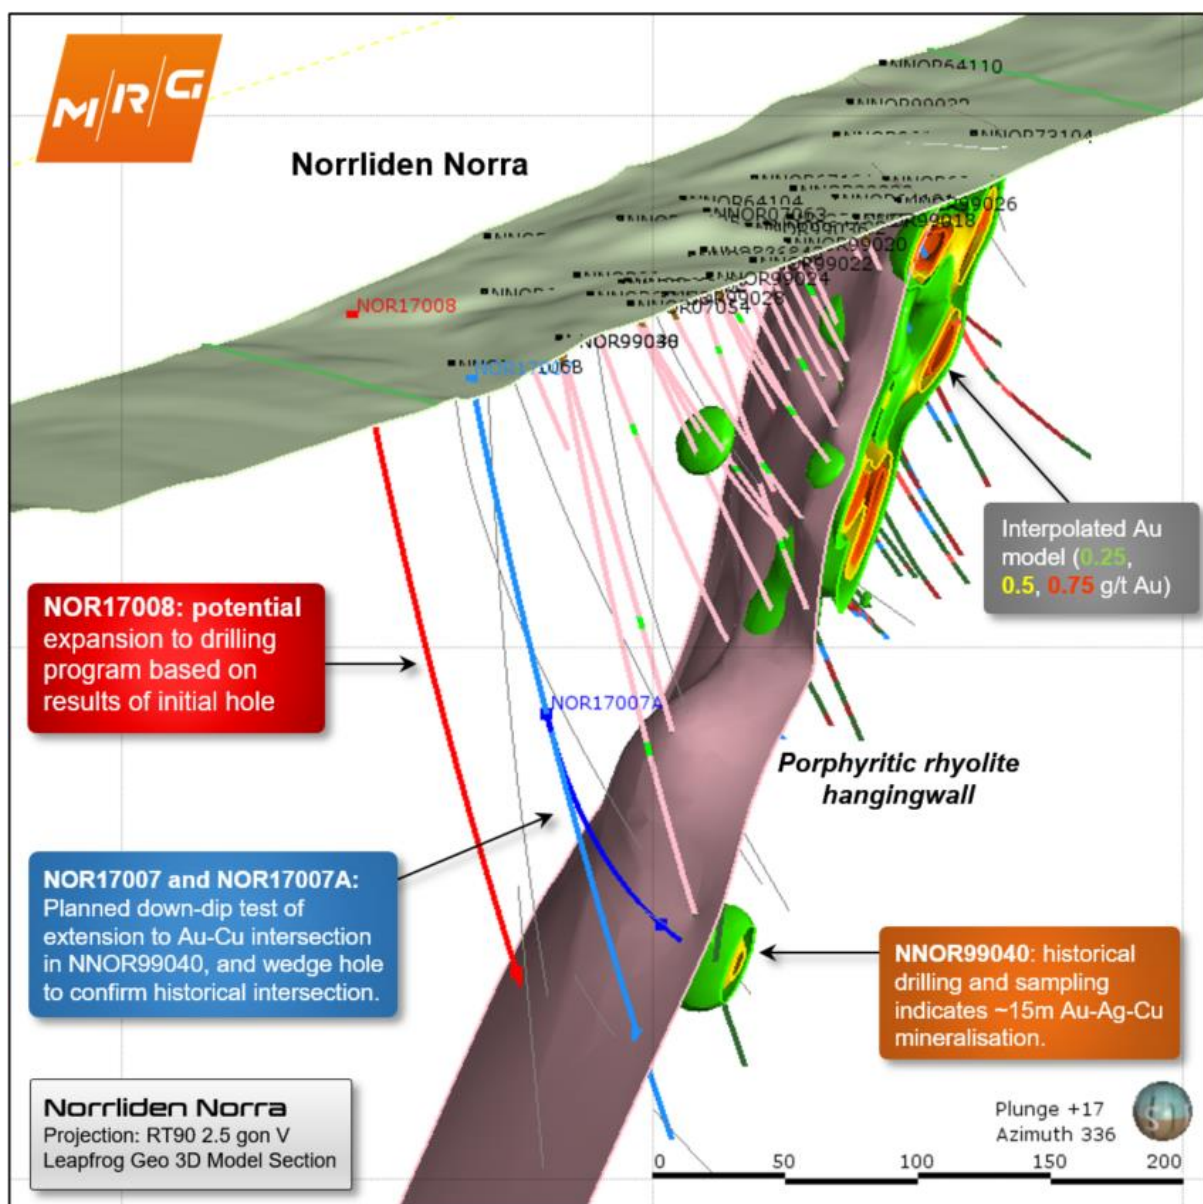 M/R/G
Norrliden Norra
NNOR64110
NNOR73104
NNOR64104
NNOR07063
NNOR99026
NNOR99018
NNOR99020
NNOR99022
NNOR99024
NOR17008
NOR17007A
NOR17008: potential
expansion to drilling
program based on
results of initial hole
Interpolated Au
model (0.25,
0.5, 0.75 g/t Au)
Porphyritic rhyolite
hangingwall
NOR17007 and NOR17007A:
Planned down-dip test of
extension to Au-Cu intersection
in NNOR99040, and wedge hole
to confirm historical intersection.
NNOR99040: historical
drilling and sampling
indicates ~15m Au-Ag-Cu
mineralisation.
Norrliden Norra
Projection: RT90 2.5 gon V
Leapfrog Geo 3D Model Section
Plunge +17
Azimuth 336
S
0 50 100 150 200